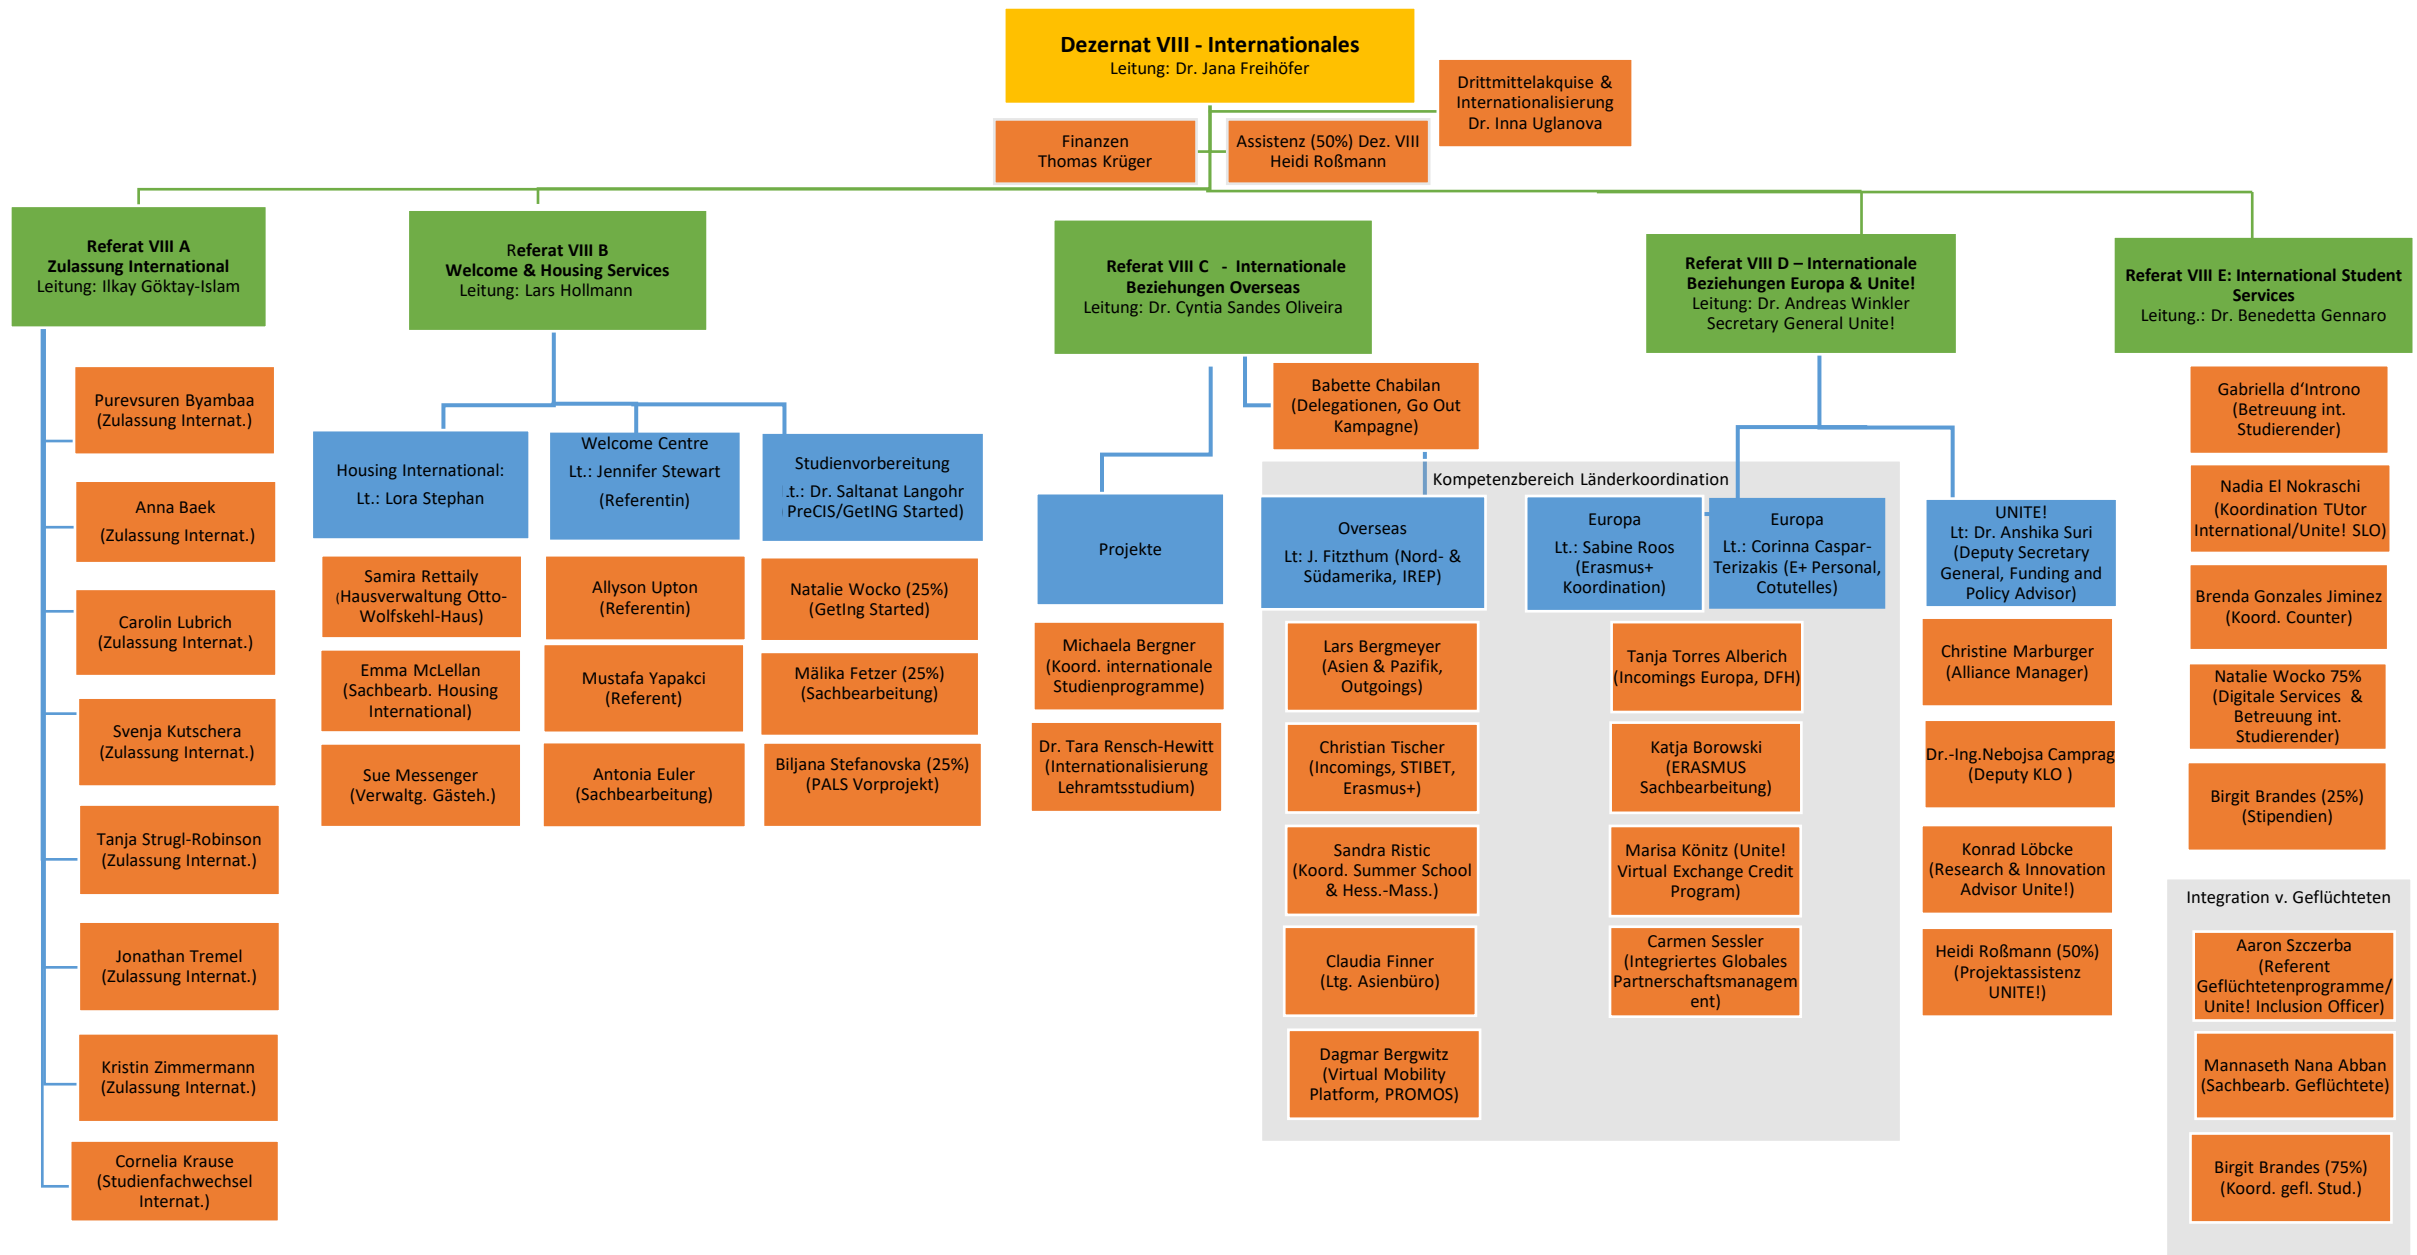 Dezernat VIII - Internationales
Leitung: Dr. Jana Freihöfer
Drittmittelakquise &
Internationalisierung
Dr. Inna Uglanova
Finanzen
Thomas Krüger
Assistenz (50%) Dez. VIII
Heidi Roßmann
Referat VIII A
Zulassung International
Leitung: Ilkay Göktay-Islam
Purevsuren Byambaa
(Zulassung Internat.)
Anna Baek
(Zulassung Internat.)
Carolin Lubrich
(Zulassung Internat.)
Svenja Kutschera
(Zulassung Internat.)
Tanja Strugl-Robinson
(Zulassung Internat.)
Jonathan Tremel
(Zulassung Internat.)
Kristin Zimmermann
(Zulassung Internat.)
Cornelia Krause
(Studienfachwechsel
Internat.)
Referat VIII B
Welcome & Housing Services
Leitung: Lars Hollmann
Housing International:
Lt.: Lora Stephan
Samira Rettaily
(Hausverwaltung Otto-
Wolfskehl-Haus)
Emma McLellan
(Sachbearb. Housing
International)
Sue Messenger
(Verwaltg. Gästeh.)
Welcome Centre
Lt.: Jennifer Stewart
(Referentin)
Allyson Upton
(Referentin)
Mustafa Yapakci
(Referent)
Antonia Euler
(Sachbearbeitung)
Studienvorbereitung
.t.: Dr. Saltanat Langohr
PreCIS/GetING Started)
Natalie Wocko (25%)
(GetIng Started)
Mälika Fetzer (25%)
(Sachbearbeitung)
Biljana Stefanovska (25%)
(PALS Vorprojekt)
Referat VIII C - Internationale
Beziehungen Overseas
Leitung: Dr. Cyntia Sandes Oliveira
Babette Chabilan
(Delegationen, Go Out
Kampagne)
Projekte
Michaela Bergner
(Koord. internationale
Studienprogramme)
Dr. Tara Rensch-Hewitt
(Internationalisierung
Lehramtsstudium)
Kompetenzbereich Länderkoordination
Overseas
Lt: J. Fitzthum (Nord- &
Südamerika, IREP)
Lars Bergmeyer
(Asien & Pazifik,
Outgoings)
Christian Tischer
(Incomings, STIBET,
Erasmus+)
Sandra Ristic
(Koord. Summer School
& Hess.-Mass.)
Claudia Finner
(Ltg. Asienbüro)
Dagmar Bergwitz
(Virtual Mobility
Platform, PROMOS)
Referat VIII D – Internationale
Beziehungen Europa & Unite!
Leitung: Dr. Andreas Winkler
Secretary General Unite!
Europa
Lt.: Sabine Roos
(Erasmus+
Koordination)
Europa
Lt.: Corinna Caspar-
Terizakis (E+ Personal,
Cotutelles)
Tanja Torres Alberich
(Incomings Europa, DFH)
Katja Borowski
(ERASMUS
Sachbearbeitung)
Marisa Könitz (Unite!
Virtual Exchange Credit
Program)
Carmen Sessler
(Integriertes Globales
Partnerschaftsmanagem
ent)
UNITE!
Lt: Dr. Anshika Suri
(Deputy Secretary
General, Funding and
Policy Advisor)
Christine Marburger
(Alliance Manager)
Dr.-Ing.Nebojsa Camprag
(Deputy KLO )
Konrad Löbcke
(Research & Innovation
Advisor Unite!)
Heidi Roßmann (50%)
(Projektassistenz
UNITE!)
Referat VIII E: International Student
Services
Leitung.: Dr. Benedetta Gennaro
Gabriella d‘Introno
(Betreuung int.
Studierender)
Nadia El Nokraschi
(Koordination TUtor
International/Unite! SLO)
Brenda Gonzales Jiminez
(Koord. Counter)
Natalie Wocko 75%
(Digitale Services &
Betreuung int.
Studierender)
Birgit Brandes (25%)
(Stipendien)
Integration v. Geflüchteten
Aaron Szczerba
(Referent
Geflüchtetenprogramme/
Unite! Inclusion Officer)
Mannaseth Nana Abban
(Sachbearb. Geflüchtete)
Birgit Brandes (75%)
(Koord. gefl. Stud.)